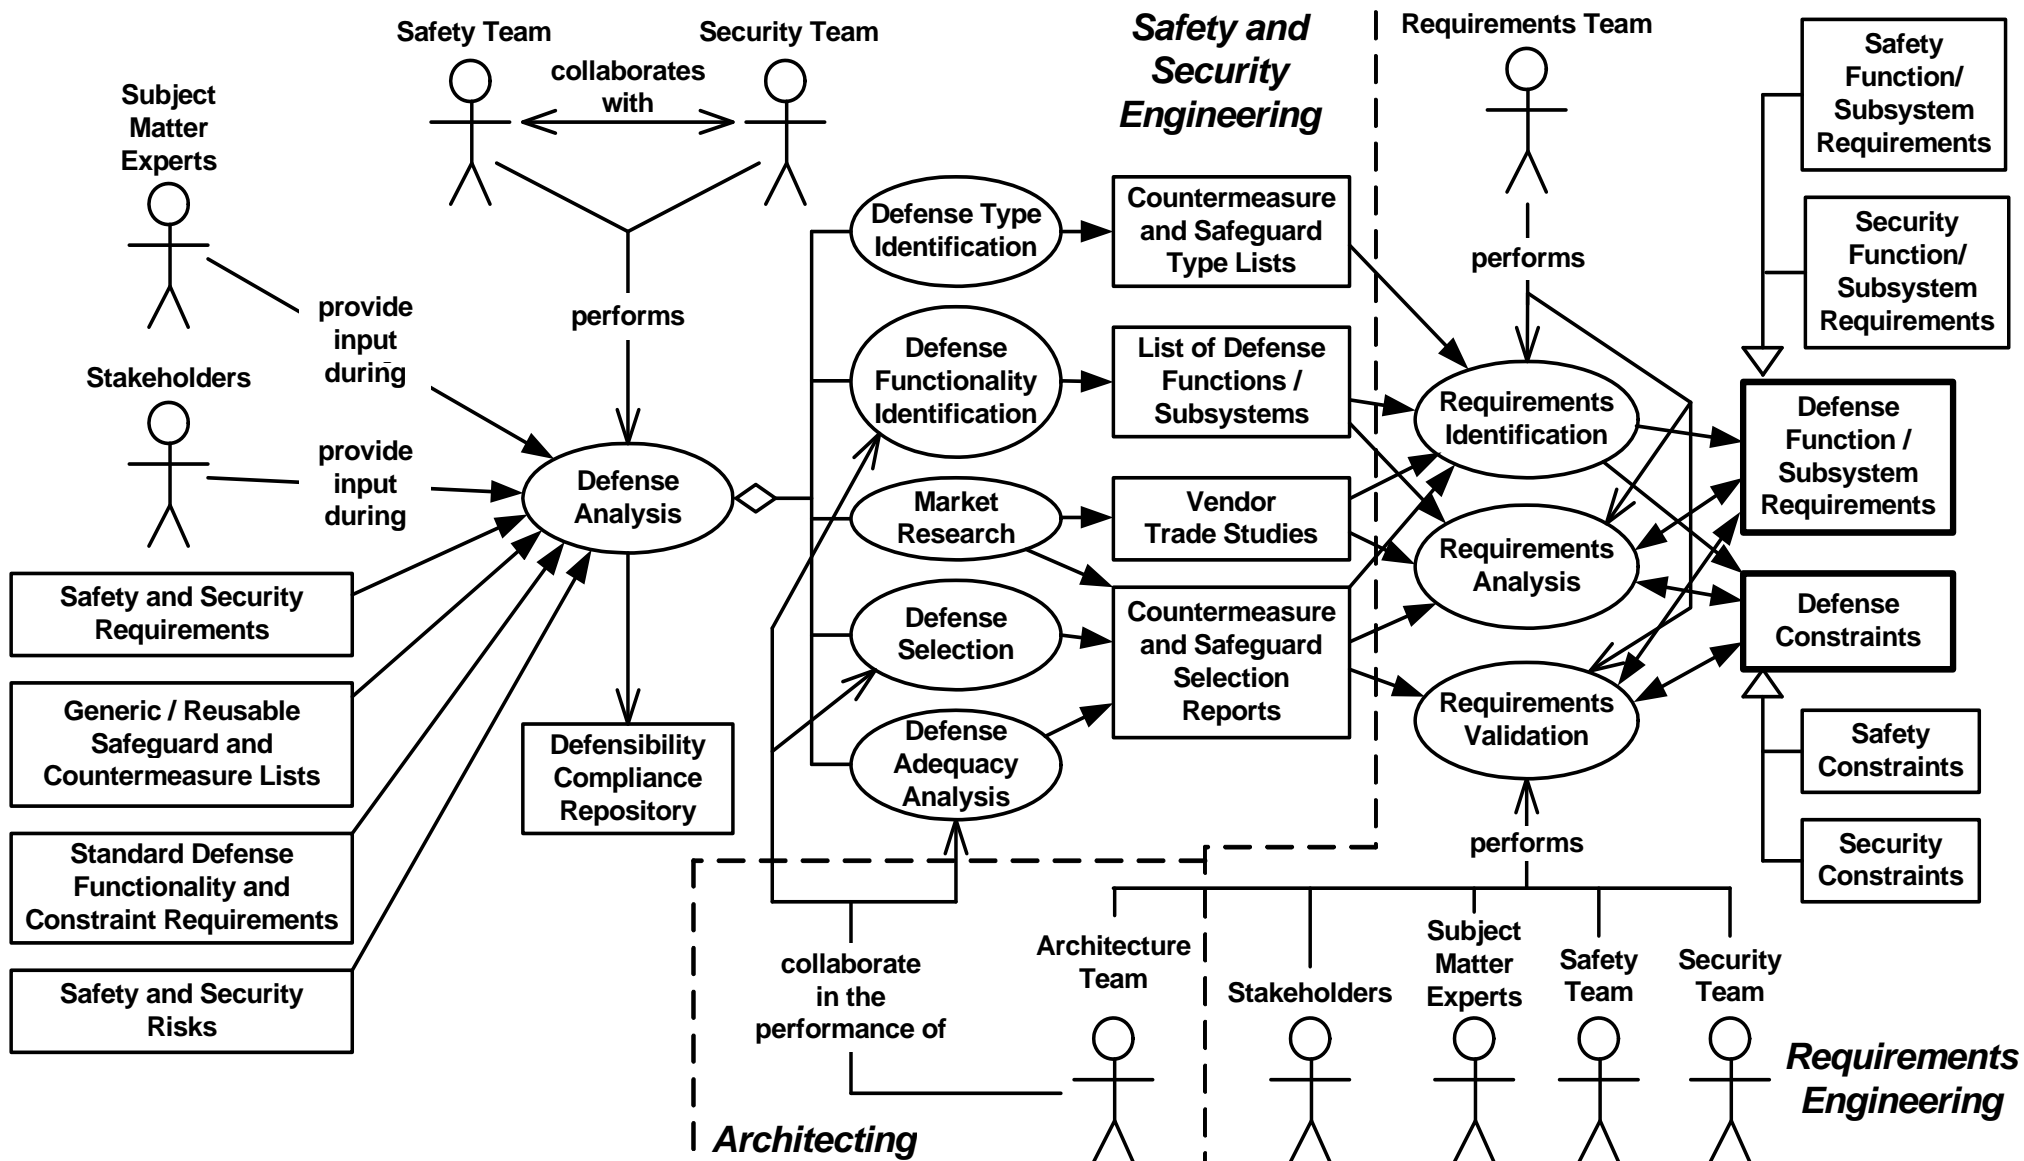 Safety Team
Security Team
collaborates
with
Safety and
Security
Engineering
Requirements Team
Safety
Function/
Subsystem
Requirements
Subject
Matter
Experts
Security
Function/
Subsystem
Requirements
Defense Type
Identification
Countermeasure
and Safeguard
Type Lists
performs
provide
input
during
performs
Stakeholders
Defense
Functionality
Identification
List of Defense
Functions /
Subsystems
Requirements
Identification
Defense
Function /
Subsystem
Requirements
provide
input
during
Defense
Analysis
Market
Research
Vendor
Trade Studies
Requirements
Analysis
Safety and Security
Requirements
Defense
Selection
Countermeasure
and Safeguard
Selection
Reports
Defense
Constraints
Generic / Reusable
Safeguard and
Countermeasure Lists
Defensibility
Compliance
Repository
Defense
Adequacy
Analysis
Requirements
Validation
Safety
Constraints
Standard Defense
Functionality and
Constraint Requirements
performs
Security
Constraints
Safety and Security
Risks
collaborate
in the
performance of
Architecture
Team
Stakeholders
Subject
Matter
Experts
Safety
Team
Security
Team
Requirements
Engineering
Architecting